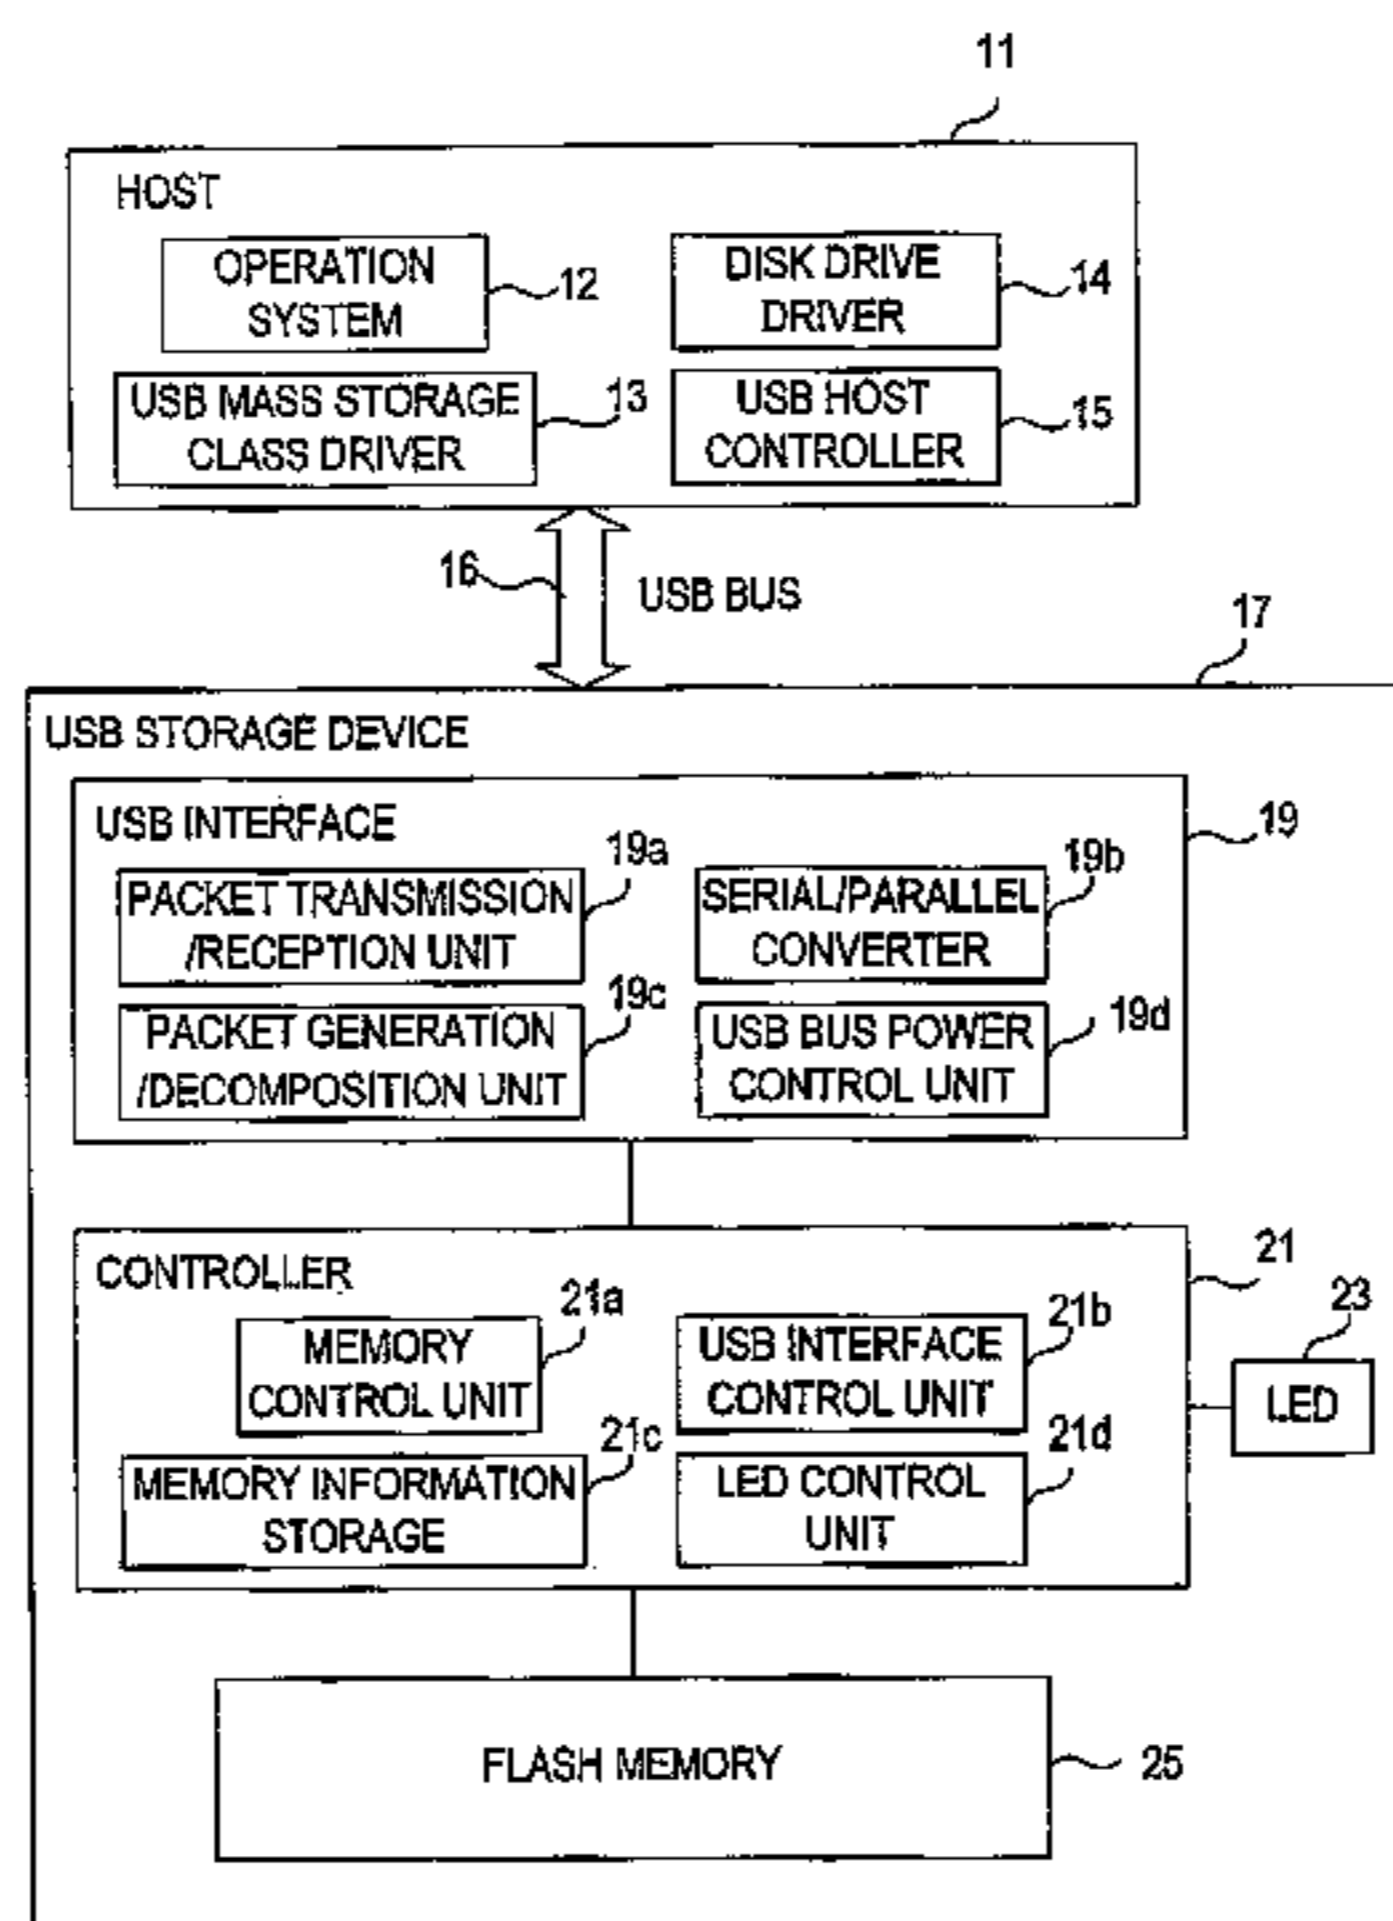 11
HOST
OPERATION
SYSTEM
12
DISK DRIVE
DRIVER
14
USB MASS STORAGE
CLASS DRIVER
13
USB HOST
CONTROLLER
15
16
USB BUS
17
USB STORAGE DEVICE
USB INTERFACE
19
PACKET TRANSMISSION
/RECEPTION UNIT
19a
SERIAL/PARALLEL
CONVERTER
19b
PACKET GENERATION
/DECOMPOSITION UNIT
19c
USB BUS POWER
CONTROL UNIT
19d
CONTROLLER
21
MEMORY
CONTROL UNIT
21a
USB INTERFACE
CONTROL UNIT
21b
23
LED
MEMORY INFORMATION
STORAGE
21c
LED CONTROL
UNIT
21d
FLASH MEMORY
25